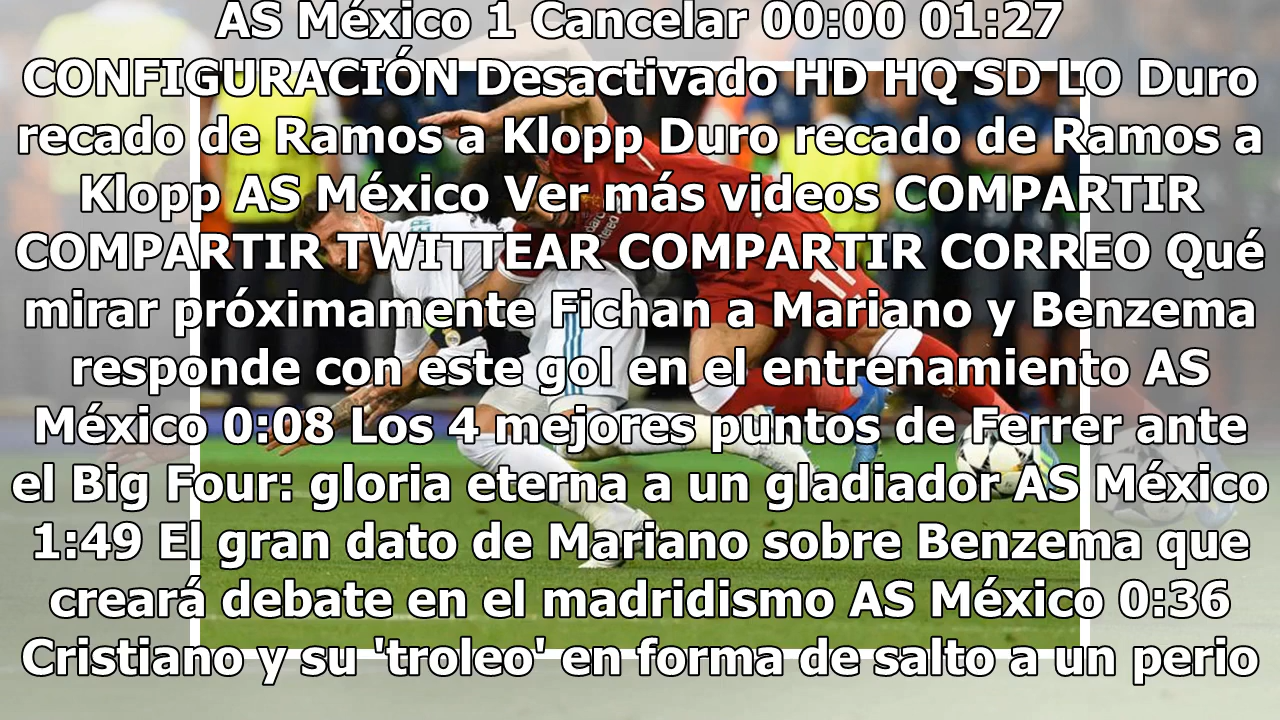 AS México 1 Cancelar 00:00 01:27
CONFIGURACIÓN Desactivado HD HQ SD LO Duro
recado de Ramos a Klopp Duro recado de Ramos a
Klopp AS México Ver más videos COMPARTIR
COMPARTIR TWITTEAR COMPARTIR CORREO Qué
mirar próximamente Fichan a Mariano y Benzema
responde con este gol en el entrenamiento AS
México 0:08 Los 4 mejores puntos de Ferrer ante
el Big Four: gloria eterna a un gladiador AS México
1:49 El gran dato de Mariano sobre Benzema que
creará debate en el madridismo AS México 0:36
Cristiano y su 'troleo' en forma de salto a un perio
11